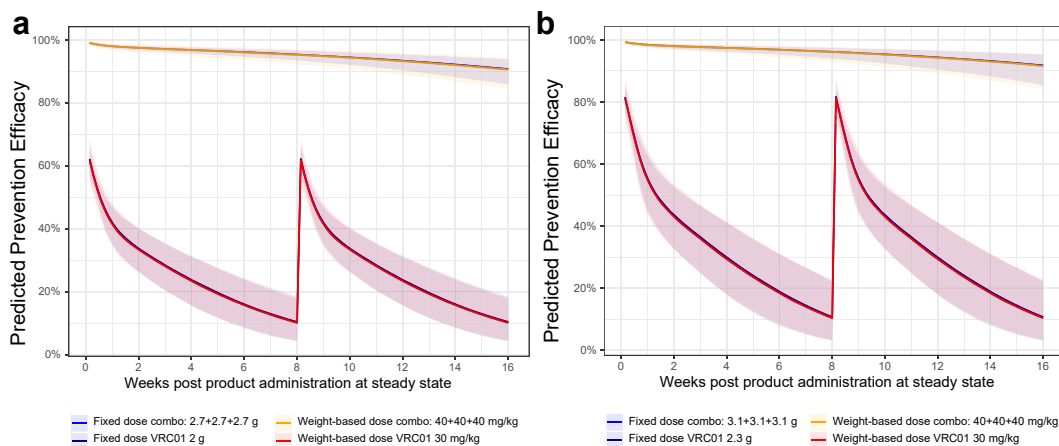 a
100%
80%
60%
40%
20%
0%
Predicted Prevention Efficacy
0 2 4 6 8 10 12 14 16
Weeks post product administration at steady state
Fixed dose combo: 2.7+2.7+2.7 g
Weight-based dose combo: 40+40+40 mg/kg
Fixed dose VRC01 2 g
Weight-based dose VRC01 30 mg/kg
b
100%
80%
60%
40%
20%
0%
Predicted Prevention Efficacy
0 2 4 6 8 10 12 14 16
Weeks post product administration at steady state
Fixed dose combo: 3.1+3.1+3.1 g
Weight-based dose combo: 40+40+40 mg/kg
Fixed dose VRC01 2.3 g
Weight-based dose VRC01 30 mg/kg